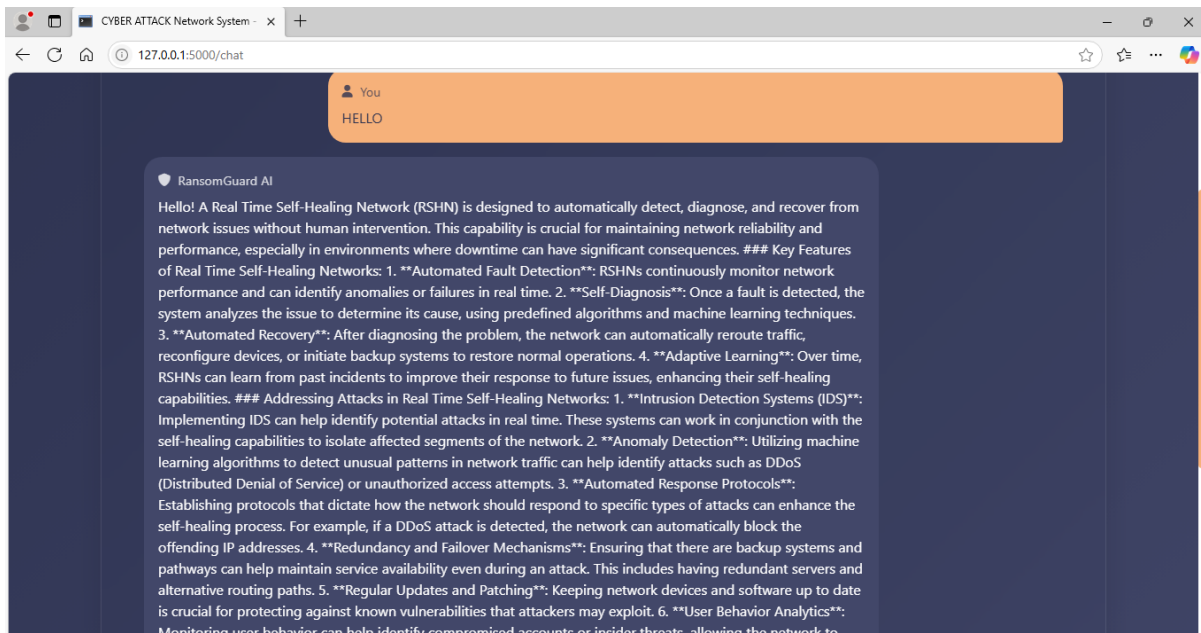 CYBER ATTACK Network System -
127.0.0.1:5000/chat
You
HELLO
RansomGuard AI
Hello! A Real Time Self-Healing Network (RSHN) is designed to automatically detect, diagnose, and recover from
network issues without human intervention. This capability is crucial for maintaining network reliability and
performance, especially in environments where downtime can have significant consequences. ### Key Features
of Real Time Self-Healing Networks: 1. **Automated Fault Detection**: RSHNs continuously monitor network
performance and can identify anomalies or failures in real time. 2. **Self-Diagnosis**: Once a fault is detected, the
system analyzes the issue to determine its cause, using predefined algorithms and machine learning techniques.
3. **Automated Recovery**: After diagnosing the problem, the network can automatically reroute traffic,
reconfigure devices, or initiate backup systems to restore normal operations. 4. **Adaptive Learning**: Over time,
RSHNs can learn from past incidents to improve their response to future issues, enhancing their self-healing
capabilities. ### Addressing Attacks in Real Time Self-Healing Networks: 1. **Intrusion Detection Systems (IDS)**:
Implementing IDS can help identify potential attacks in real time. These systems can work in conjunction with the
self-healing capabilities to isolate affected segments of the network. 2. **Anomaly Detection**: Utilizing machine
learning algorithms to detect unusual patterns in network traffic can help identify attacks such as DDoS
(Distributed Denial of Service) or unauthorized access attempts. 3. **Automated Response Protocols**:
Establishing protocols that dictate how the network should respond to specific types of attacks can enhance the
self-healing process. For example, if a DDoS attack is detected, the network can automatically block the
offending IP addresses. 4. **Redundancy and Failover Mechanisms**: Ensuring that there are backup systems and
pathways can help maintain service availability even during an attack. This includes having redundant servers and
alternative routing paths. 5. **Regular Updates and Patching**: Keeping network devices and software up to date
is crucial for protecting against known vulnerabilities that attackers may exploit. 6. **User Behavior Analytics**:
Monitoring user behavior can help identify compromised accounts or insider threats, allowing the network to